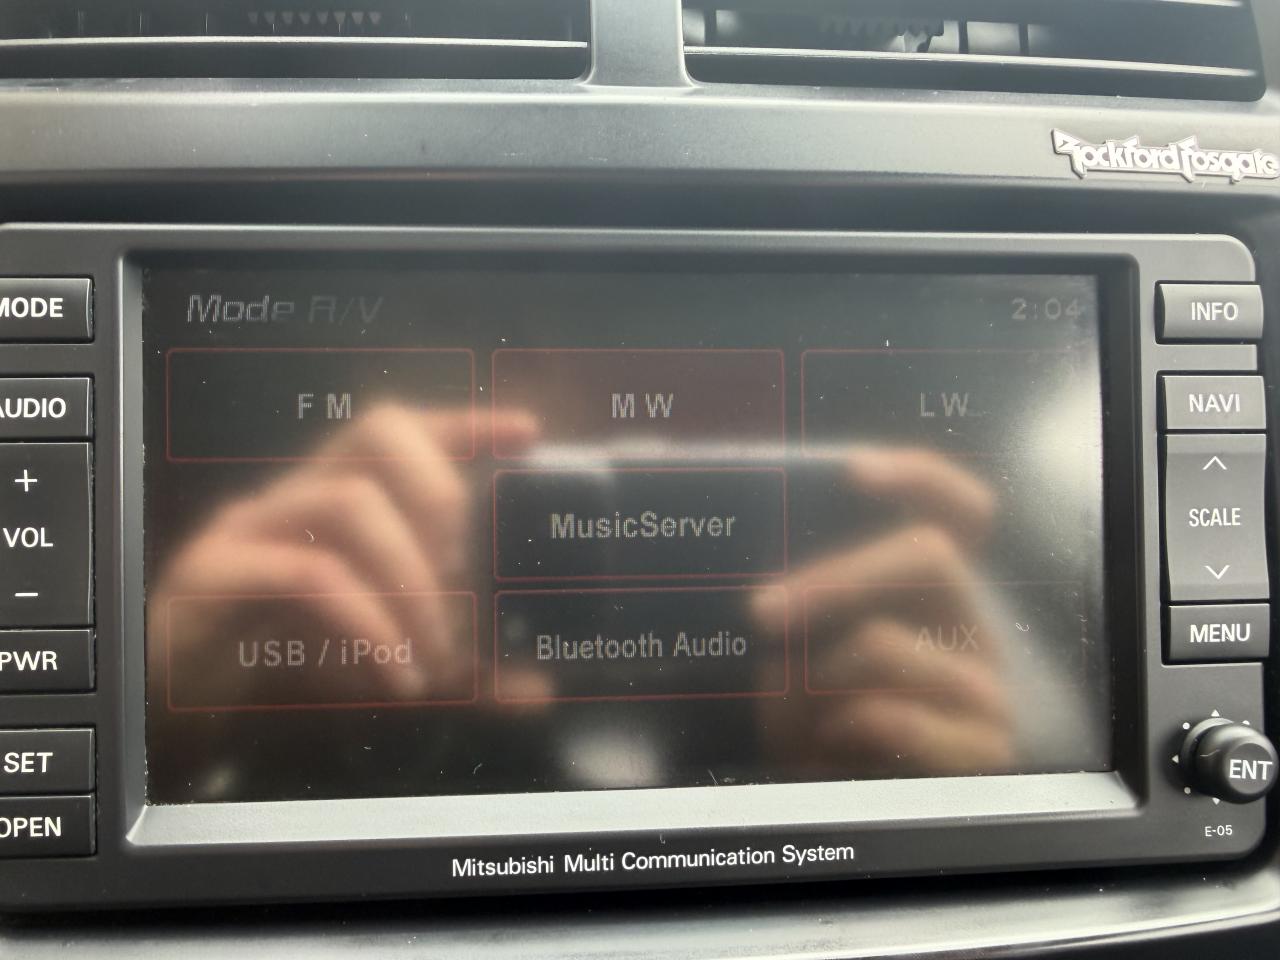 Rockford Fosgate
MODE
AUDIO
+
VOL
−
PWR
SET
OPEN
Mode A/V
2:04
FM
MW
LW
MusicServer
USB / iPod
Bluetooth Audio
AUX
INFO
NAVI
SCALE
MENU
ENT
E-05
Mitsubishi Multi Communication System